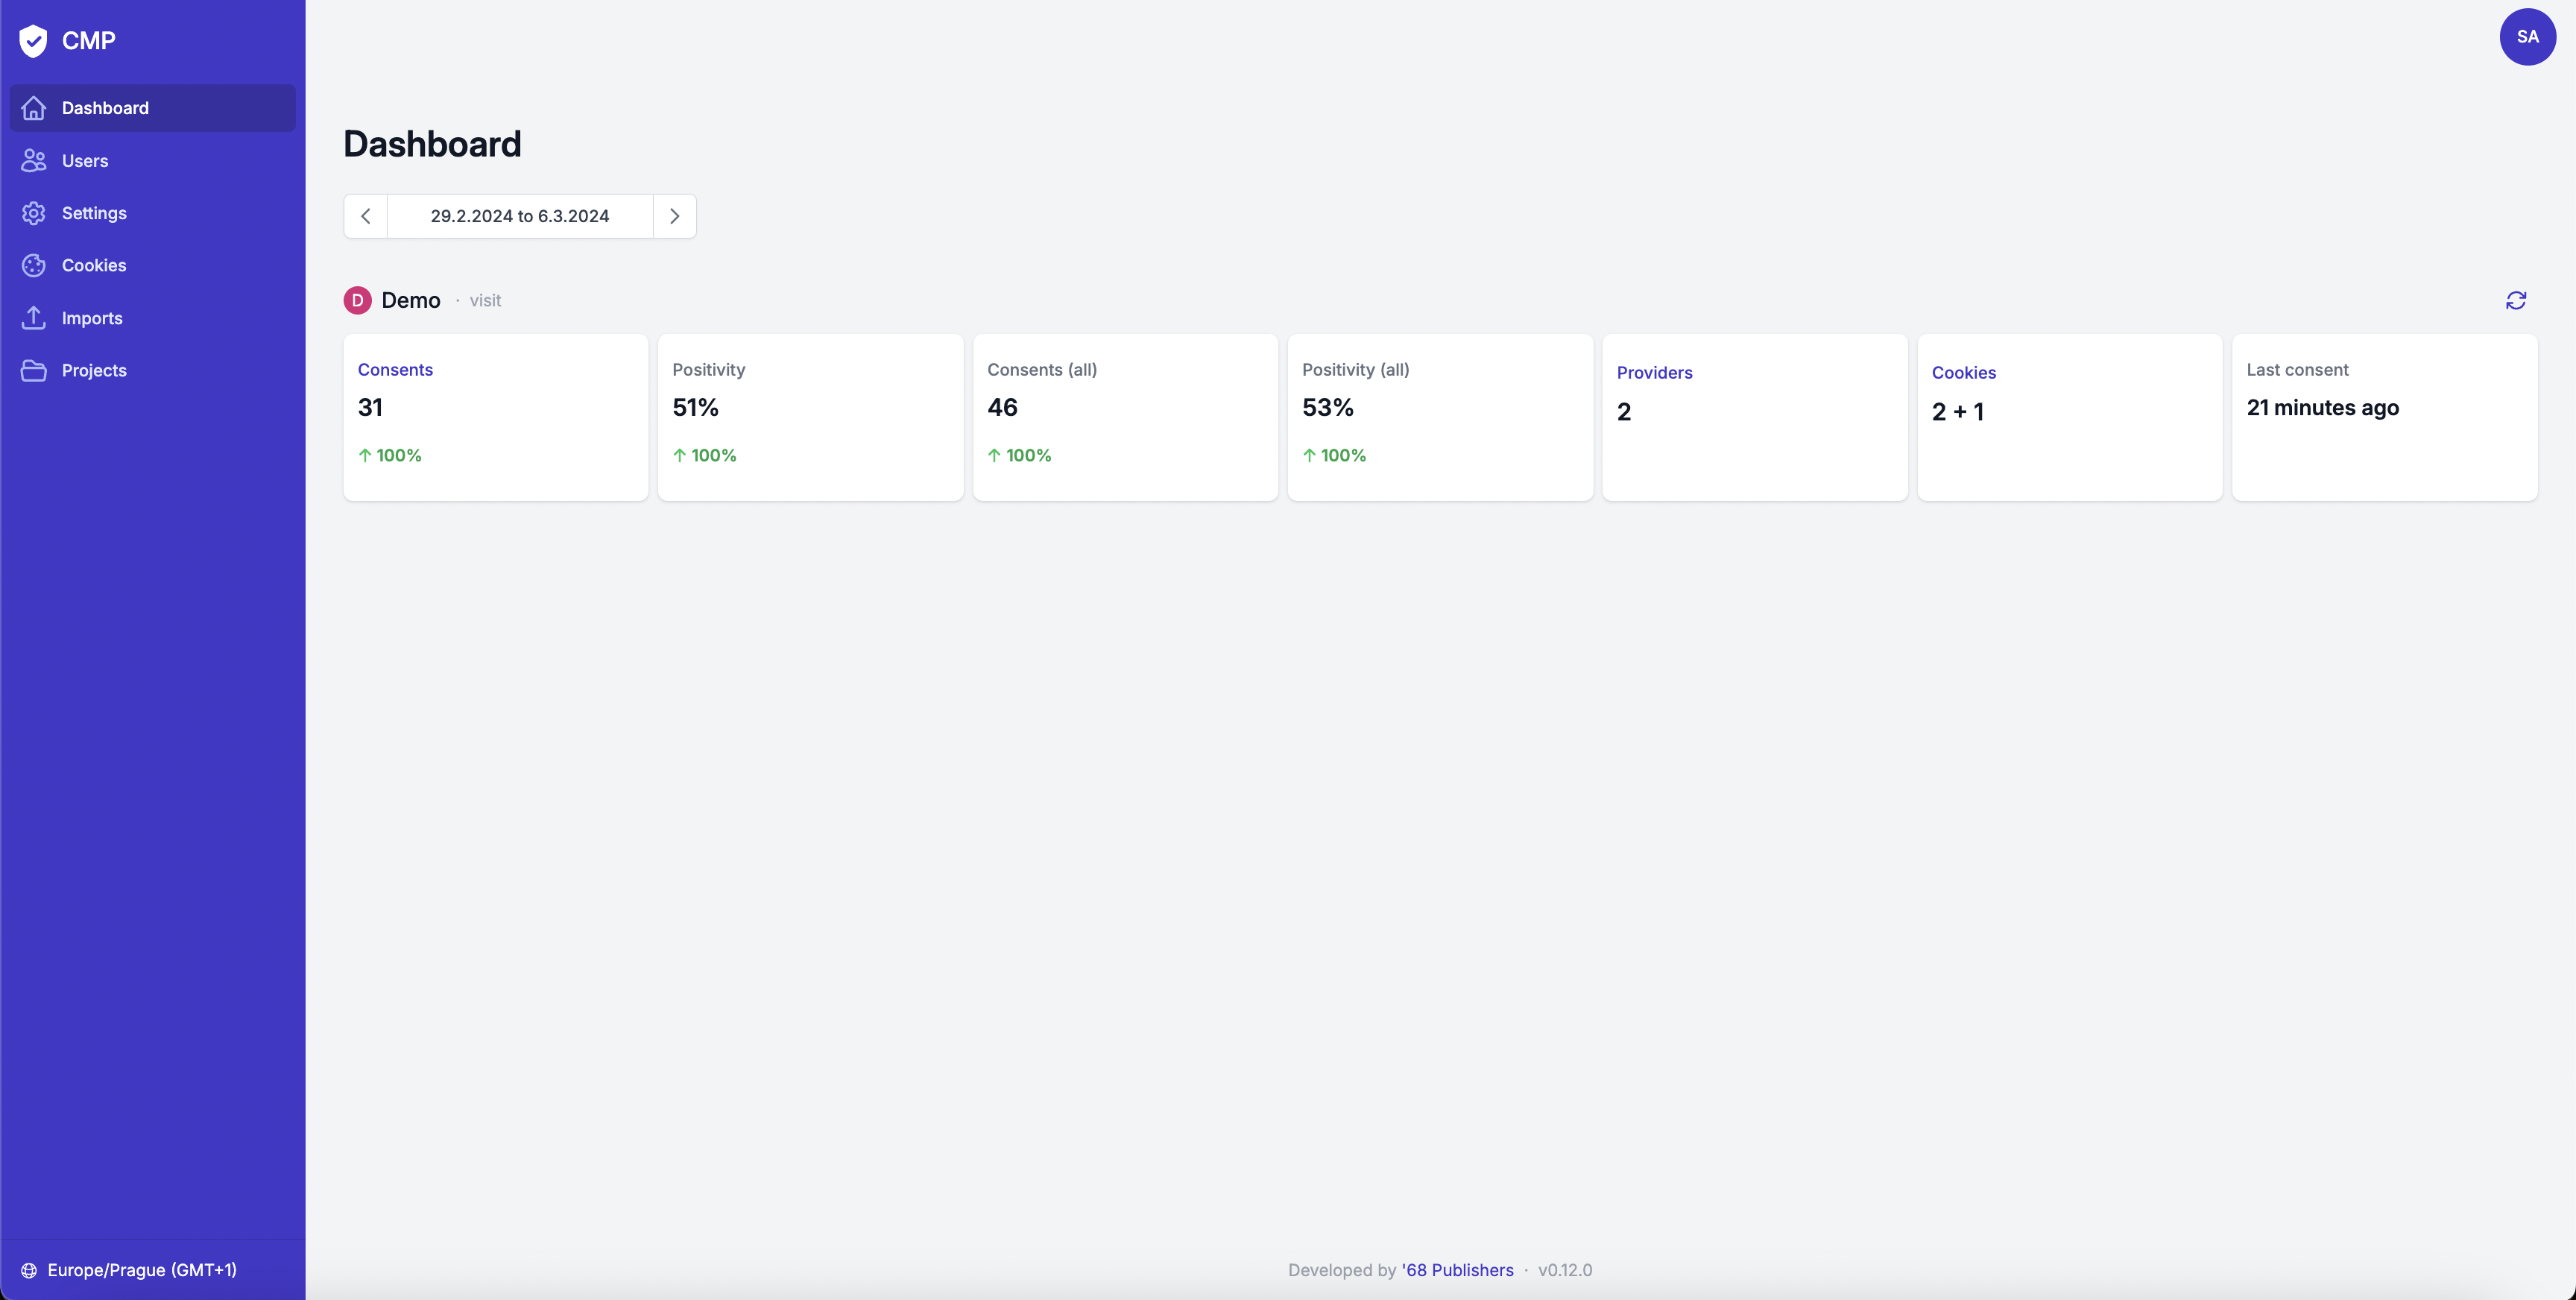 CMP
SA
Dashboard
Users
Settings
Cookies
Imports
Projects
Dashboard
29.2.2024 to 6.3.2024
D Demo · visit
Consents
31
↑ 100%
Positivity
51%
↑ 100%
Consents (all)
46
↑ 100%
Positivity (all)
53%
↑ 100%
Providers
2
Cookies
2 + 1
Last consent
21 minutes ago
Europe/Prague (GMT+1)
Developed by '68 Publishers · v0.12.0